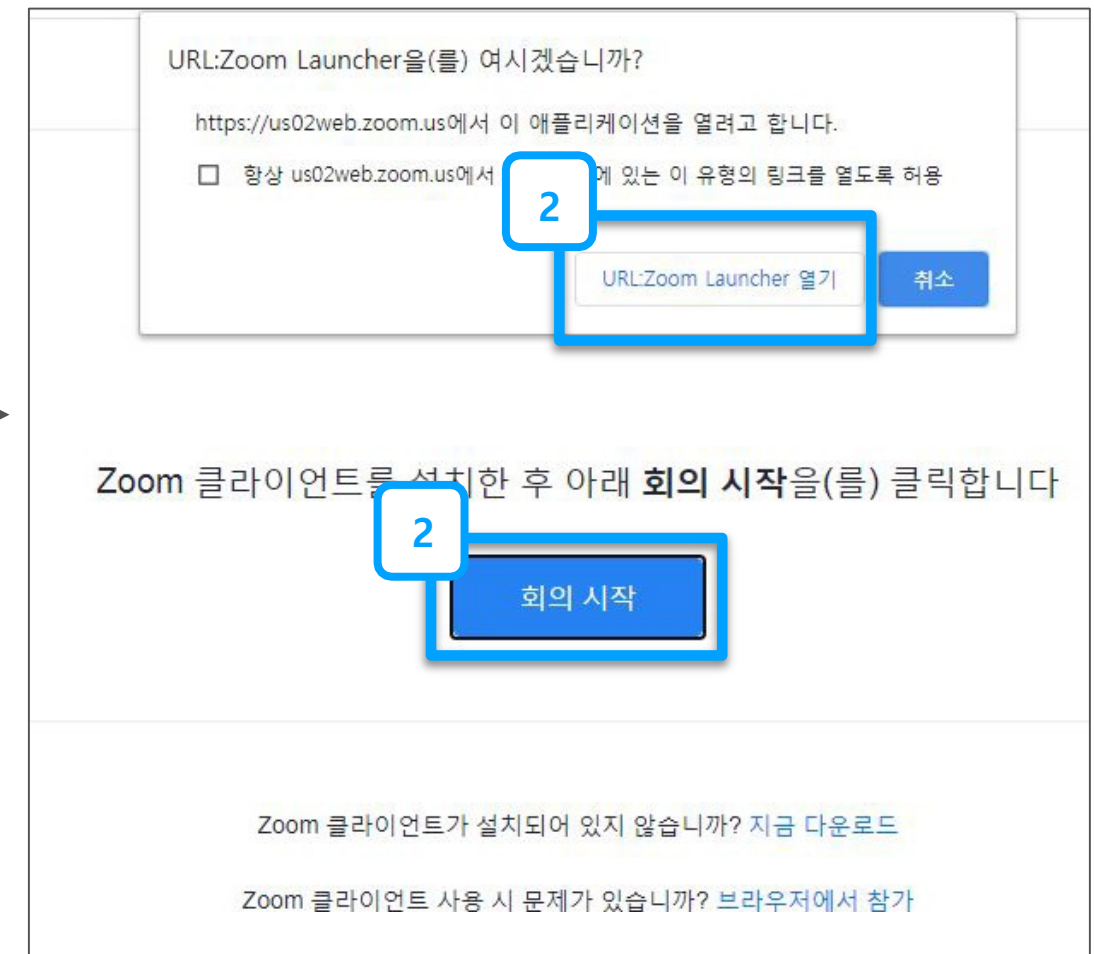 URL:Zoom Launcher을(를) 여시겠습니까?
https://us02web.zoom.us에서 이 애플리케이션을 열려고 합니다.
항상 us02web.zoom.us에서 에 있는 이 유형의 링크를 열도록 허용
2
URL:Zoom Launcher 열기 취소
Zoom 클라이언트를 설치한 후 아래 회의 시작을(를) 클릭합니다
2
회의 시작
Zoom 클라이언트가 설치되어 있지 않습니까? 지금 다운로드
Zoom 클라이언트 사용 시 문제가 있습니까? 브라우저에서 참가